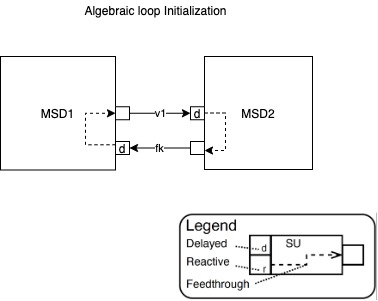 Algebraic loop Initialization
MSD1
v1
d
MSD2
d
fk
Legend
Delayed
d
SU
Reactive
r
Feedthrough